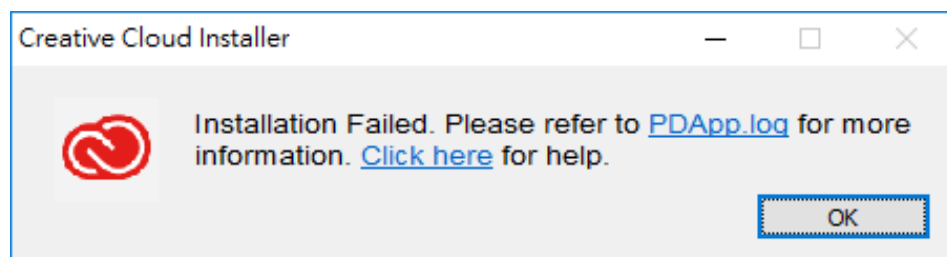 Creative Cloud Installer
Installation Failed. Please refer to PDApp.log for more
information. Click here for help.
OK